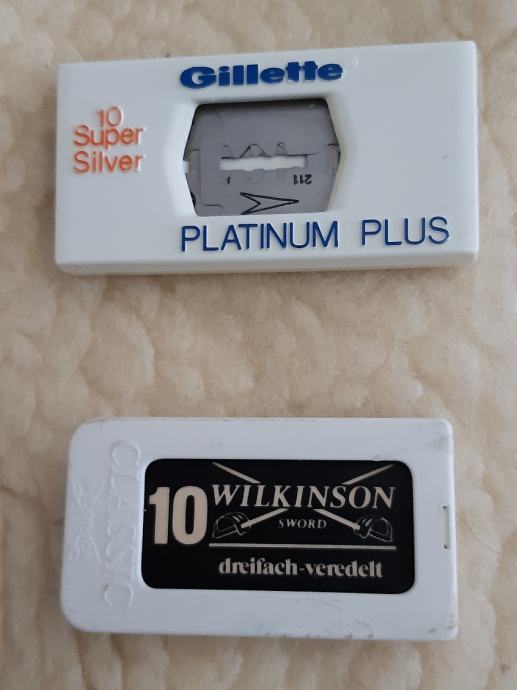 Gillette
10
Super
Silver
211
PLATINUM PLUS
CLASSIC
10
WILKINSON
SWORD
dreifach-veredelt